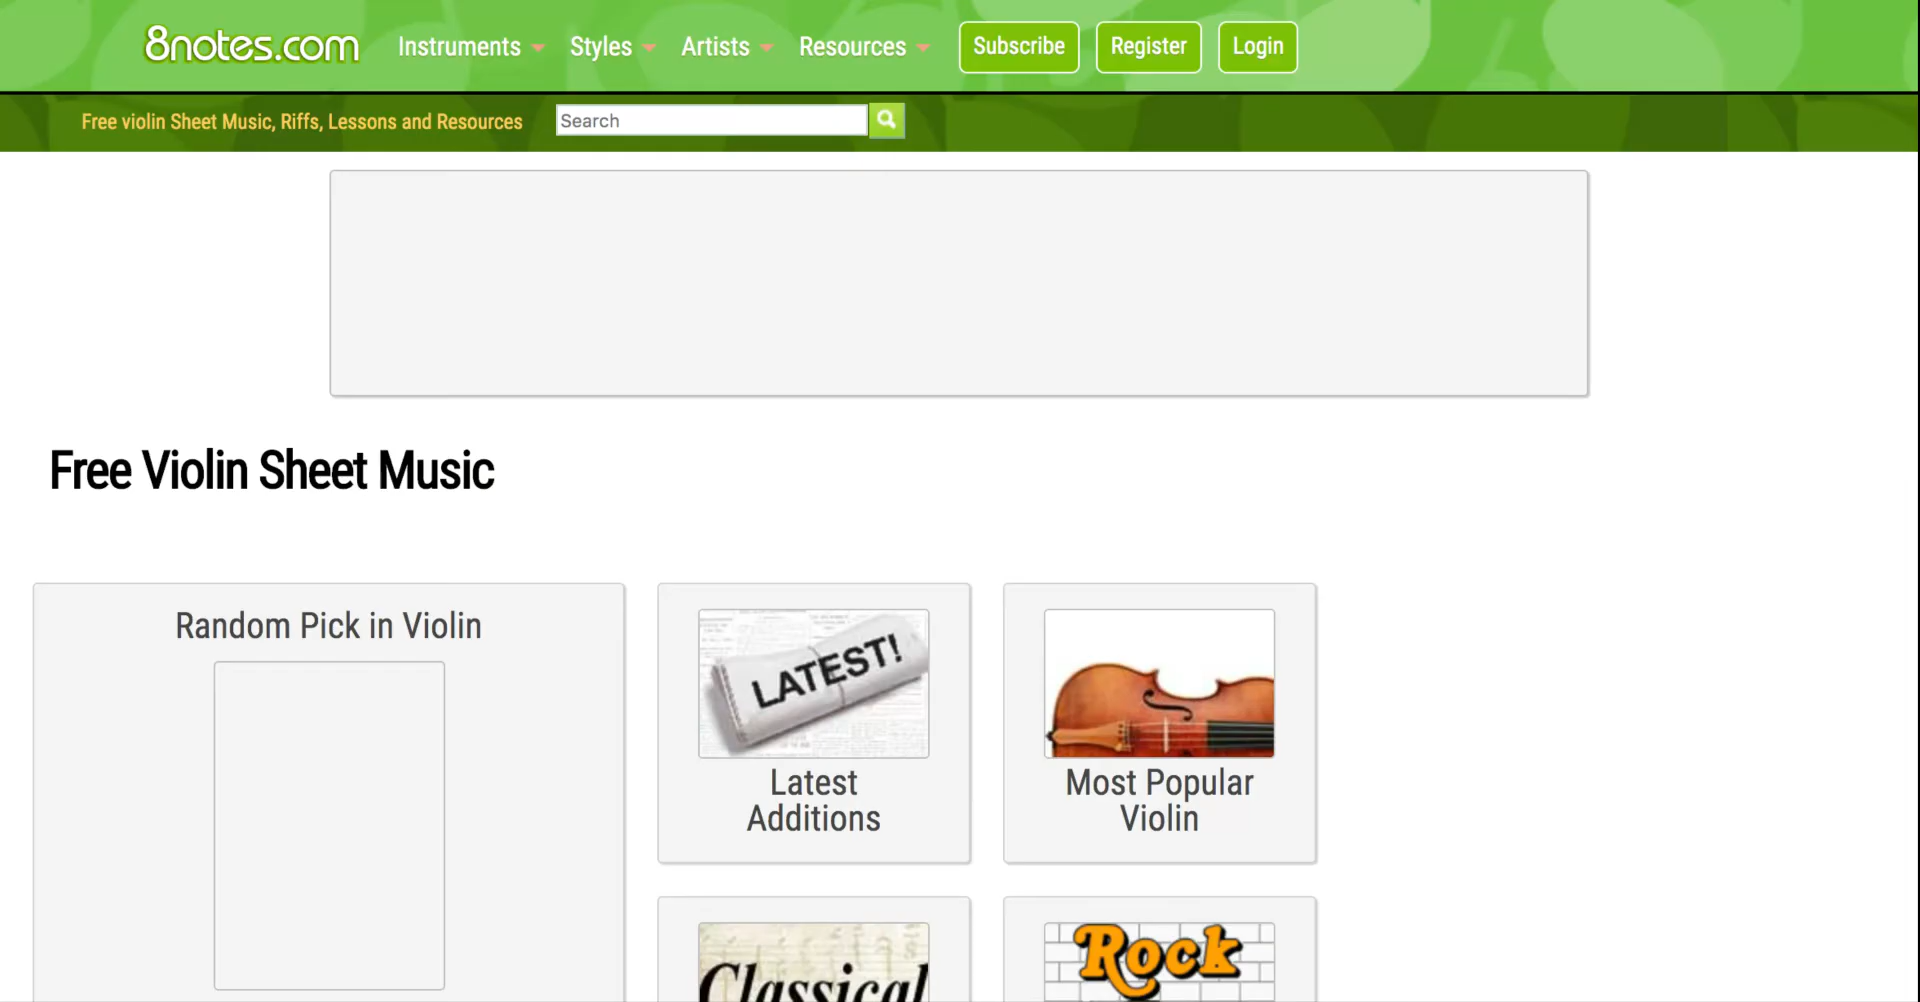 8notes.com Instruments Styles Artists Resources Subscribe Register Login
Free violin Sheet Music, Riffs, Lessons and Resources Search
Free Violin Sheet Music
Random Pick in Violin
LATEST!
Latest
Additions
Most Popular
Violin
Classical
Rock